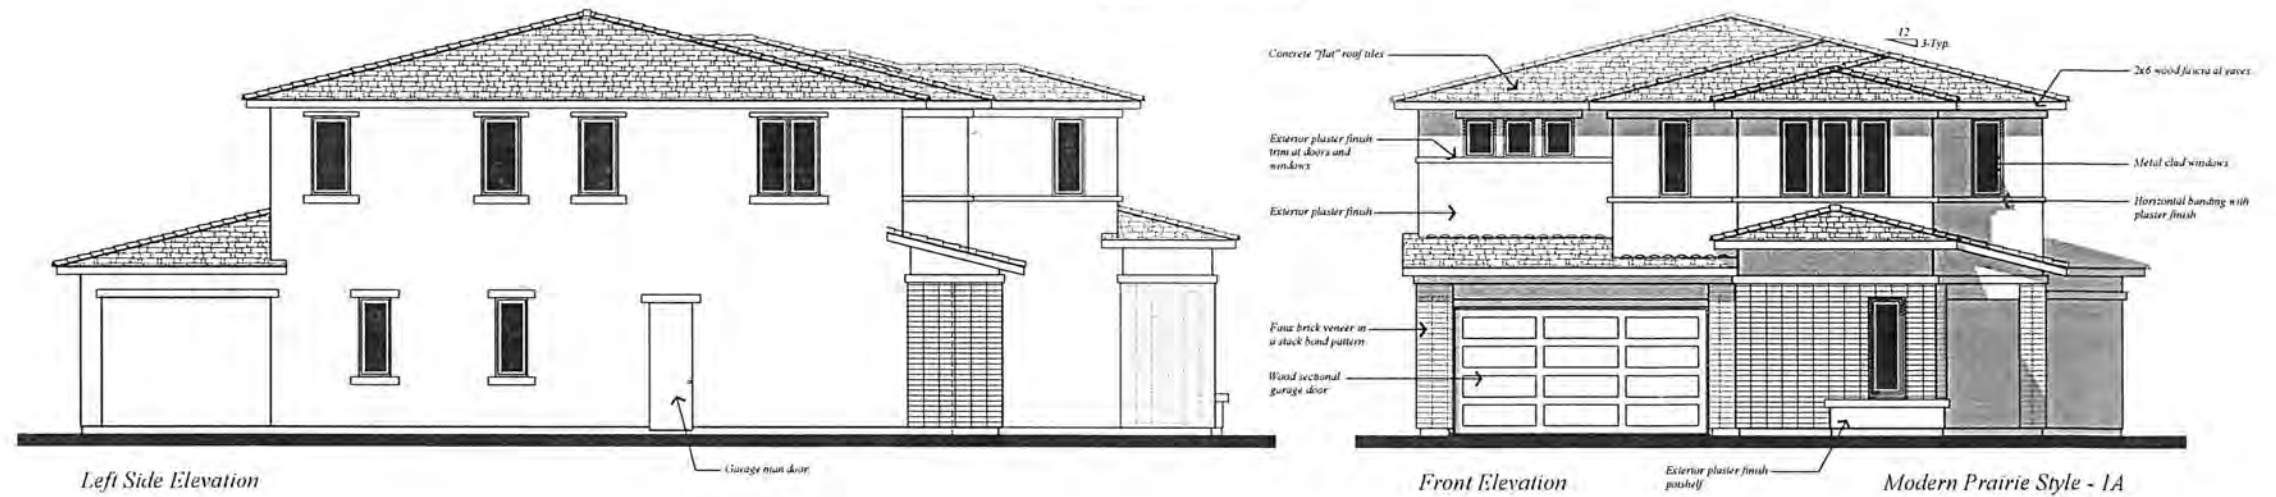 Concrete "flat" roof tiles
12
3-Typ.
2x6 wood fascia at eaves
Exterior plaster finish
trim at doors and
windows
Metal clad windows
Exterior plaster finish
Horizontal banding with
plaster finish
Faux brick veneer in
a stack bond pattern
Wood sectional
garage door
Garage man door
Exterior plaster finish
potshelf
Left Side Elevation
Front Elevation
Modern Prairie Style - 1A